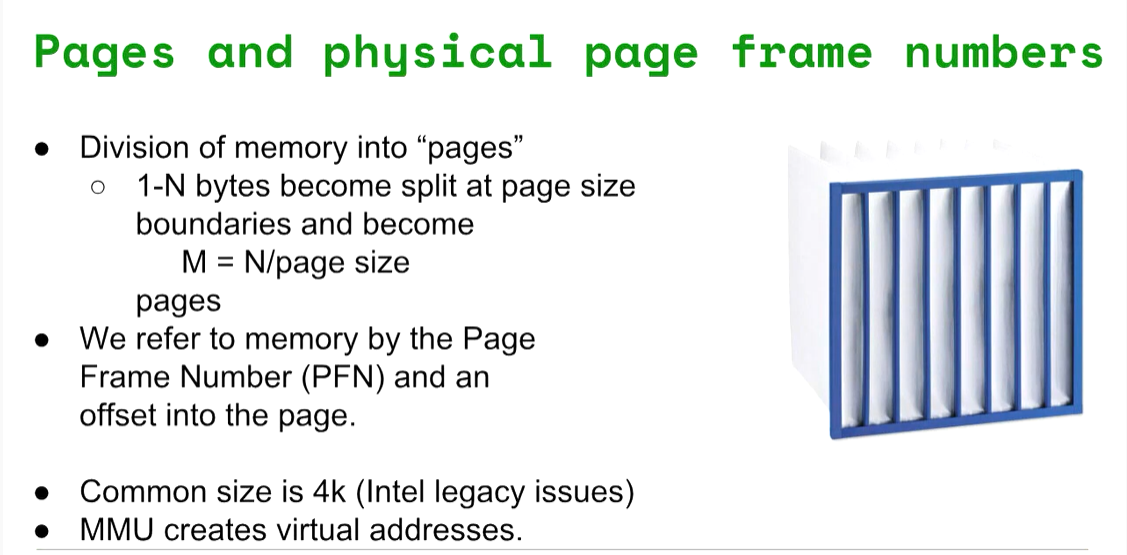 Pages and physical page frame numbers
● Division of memory into “pages”
○ 1-N bytes become split at page size
boundaries and become
M = N/page size
pages
● We refer to memory by the Page
Frame Number (PFN) and an
offset into the page.
● Common size is 4k (Intel legacy issues)
● MMU creates virtual addresses.